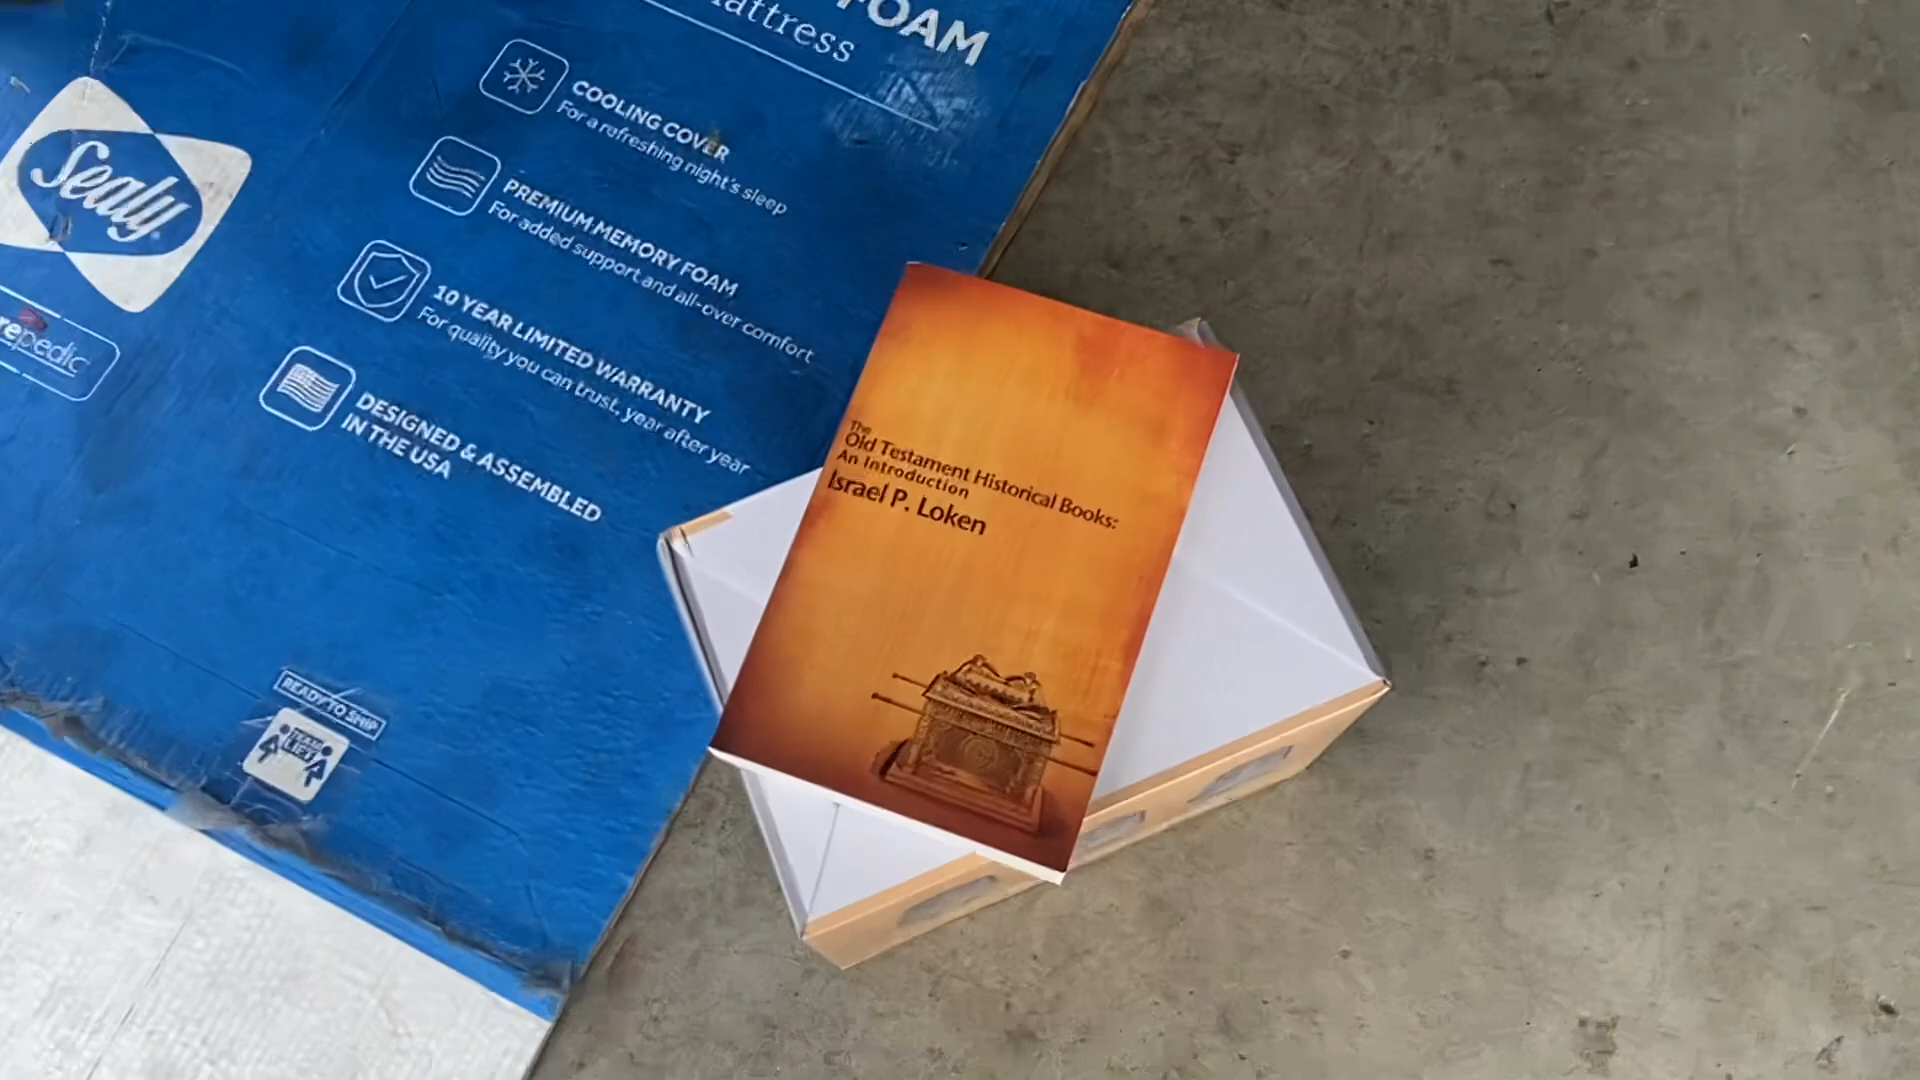 FOAM
COOLING COVER
For a refreshing night's sleep
PREMIUM MEMORY FOAM
For added support and all-over comfort
10 YEAR LIMITED WARRANTY
For quality you can trust, year after year
DESIGNED & ASSEMBLED
IN THE USA
Sealy
READY TO SHIP
TEAM
LIFT
The
Old Testament Historical Books:
An Introduction
Israel P. Loken